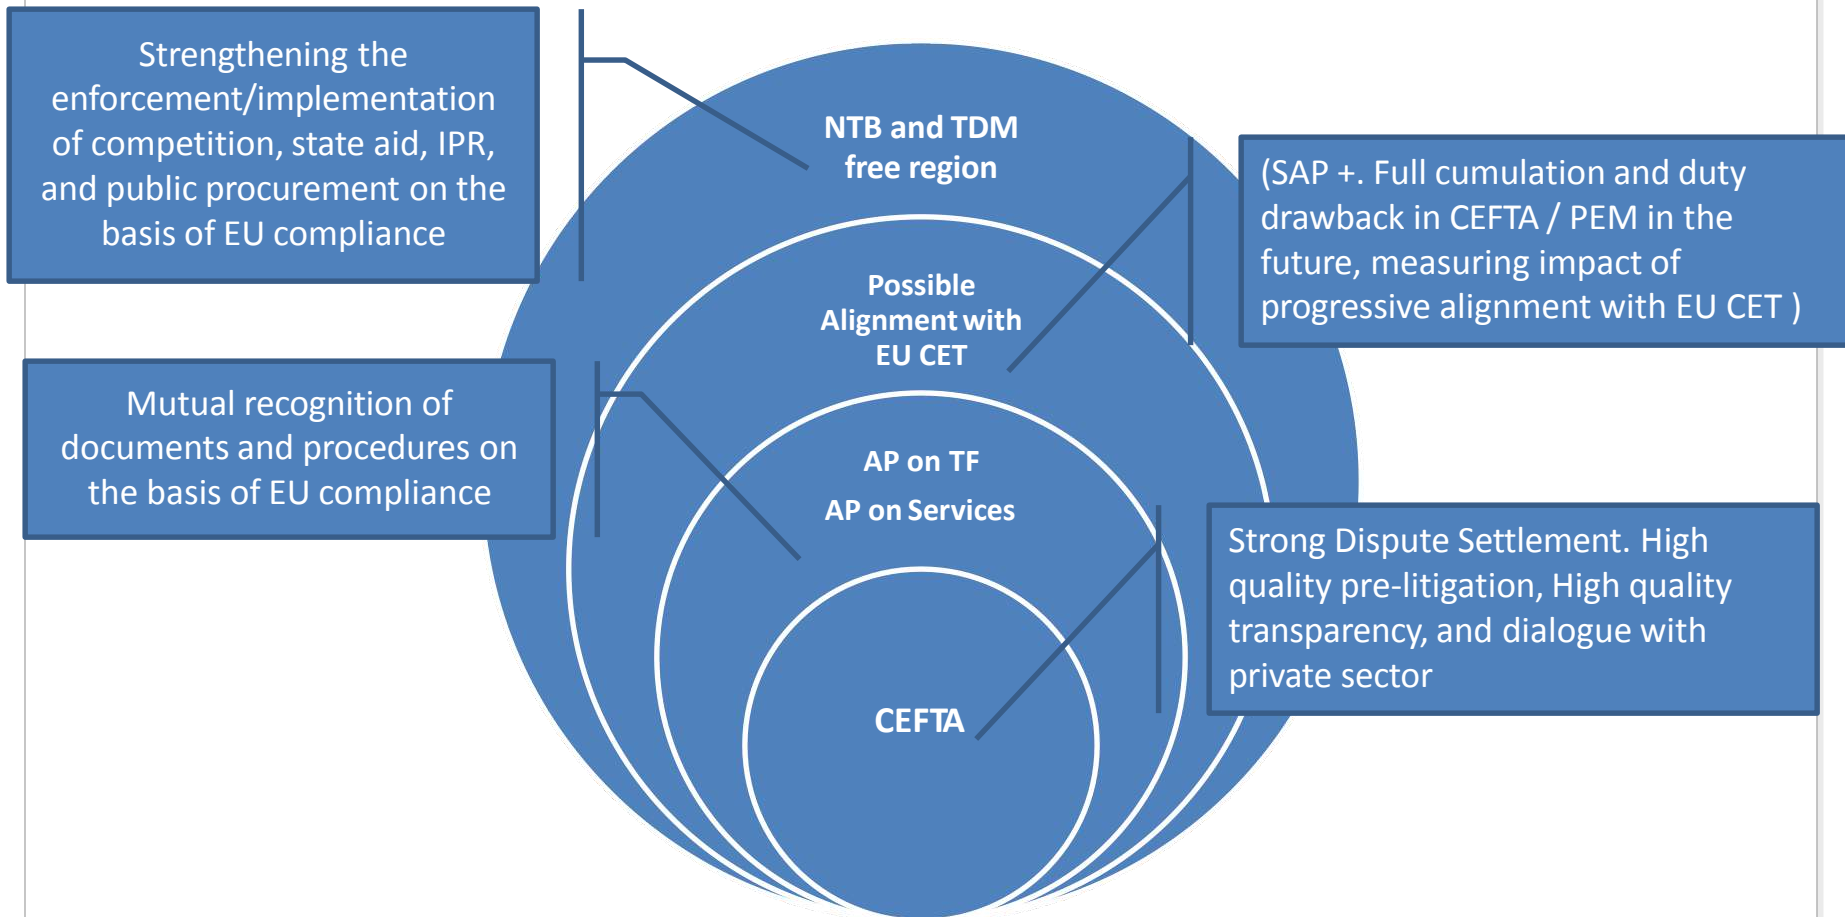 Strengthening the
enforcement/implementation
of competition, state aid, IPR,
and public procurement on the
basis of EU compliance
NTB and TDM
free region
(SAP +. Full cumulation and duty
drawback in CEFTA / PEM in the
future, measuring impact of
progressive alignment with EU CET )
Possible
Alignment with
EU CET
Mutual recognition of
documents and procedures on
the basis of EU compliance
AP on TF
AP on Services
Strong Dispute Settlement. High
quality pre-litigation, High quality
transparency, and dialogue with
private sector
CEFTA